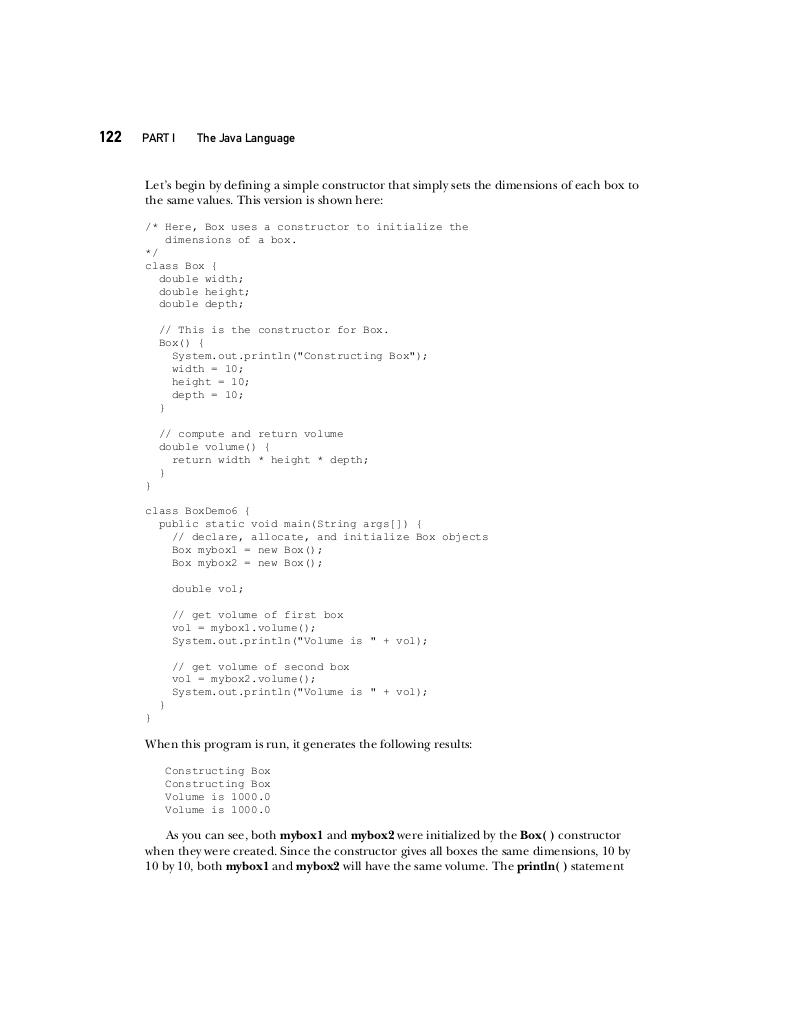 122 PART I The Java Language
Let's begin by defining a simple constructor that simply sets the dimensions of each box to
the same values. This version is shown here:
/* Here, Box uses a constructor to initialize the
   dimensions of a box.
*/
class Box {
  double width;
  double height;
  double depth;

  // This is the constructor for Box.
  Box() {
    System.out.println("Constructing Box");
    width = 10;
    height = 10;
    depth = 10;
  }

  // compute and return volume
  double volume() {
    return width * height * depth;
  }
}

class BoxDemo6 {
  public static void main(String args[]) {
    // declare, allocate, and initialize Box objects
    Box mybox1 = new Box();
    Box mybox2 = new Box();

    double vol;

    // get volume of first box
    vol = mybox1.volume();
    System.out.println("Volume is " + vol);

    // get volume of second box
    vol = mybox2.volume();
    System.out.println("Volume is " + vol);
  }
}
When this program is run, it generates the following results:
Constructing Box
Constructing Box
Volume is 1000.0
Volume is 1000.0
As you can see, both mybox1 and mybox2 were initialized by the Box( ) constructor
when they were created. Since the constructor gives all boxes the same dimensions, 10 by
10 by 10, both mybox1 and mybox2 will have the same volume. The println( ) statement